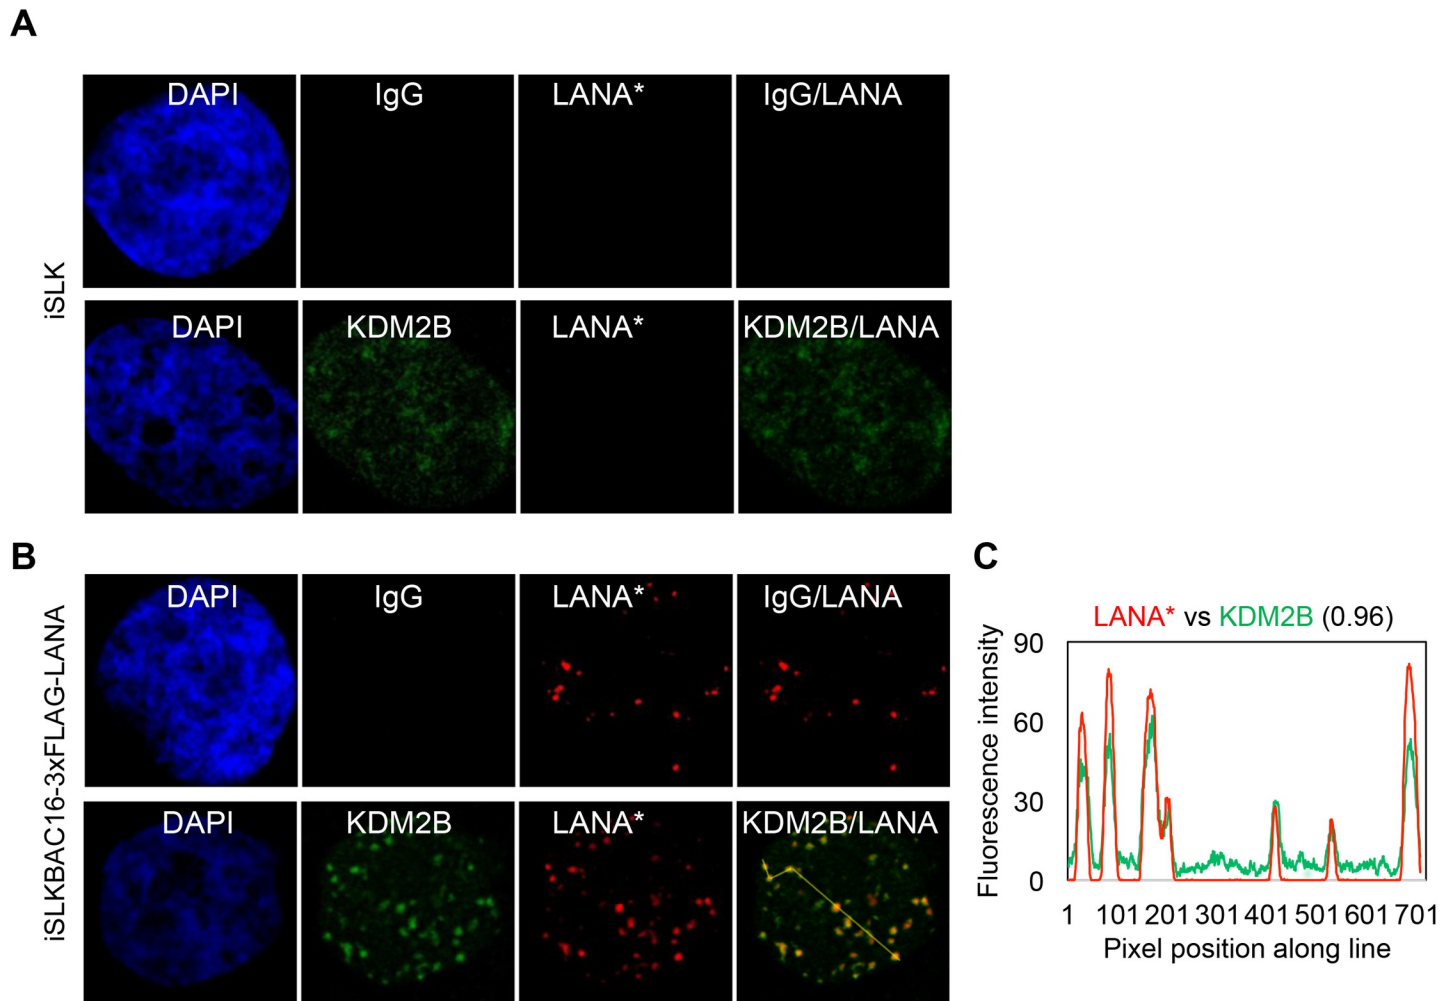 A
DAPI IgG LANA* IgG/LANA
iSLK
DAPI KDM2B LANA* KDM2B/LANA
B
DAPI IgG LANA* IgG/LANA
iSLKBAC16-3xFLAG-LANA
DAPI KDM2B LANA* KDM2B/LANA
C
LANA* vs KDM2B (0.96)
Fluorescence intensity
90
60
30
0
1 101 201 301 401 501 601 701
Pixel position along line